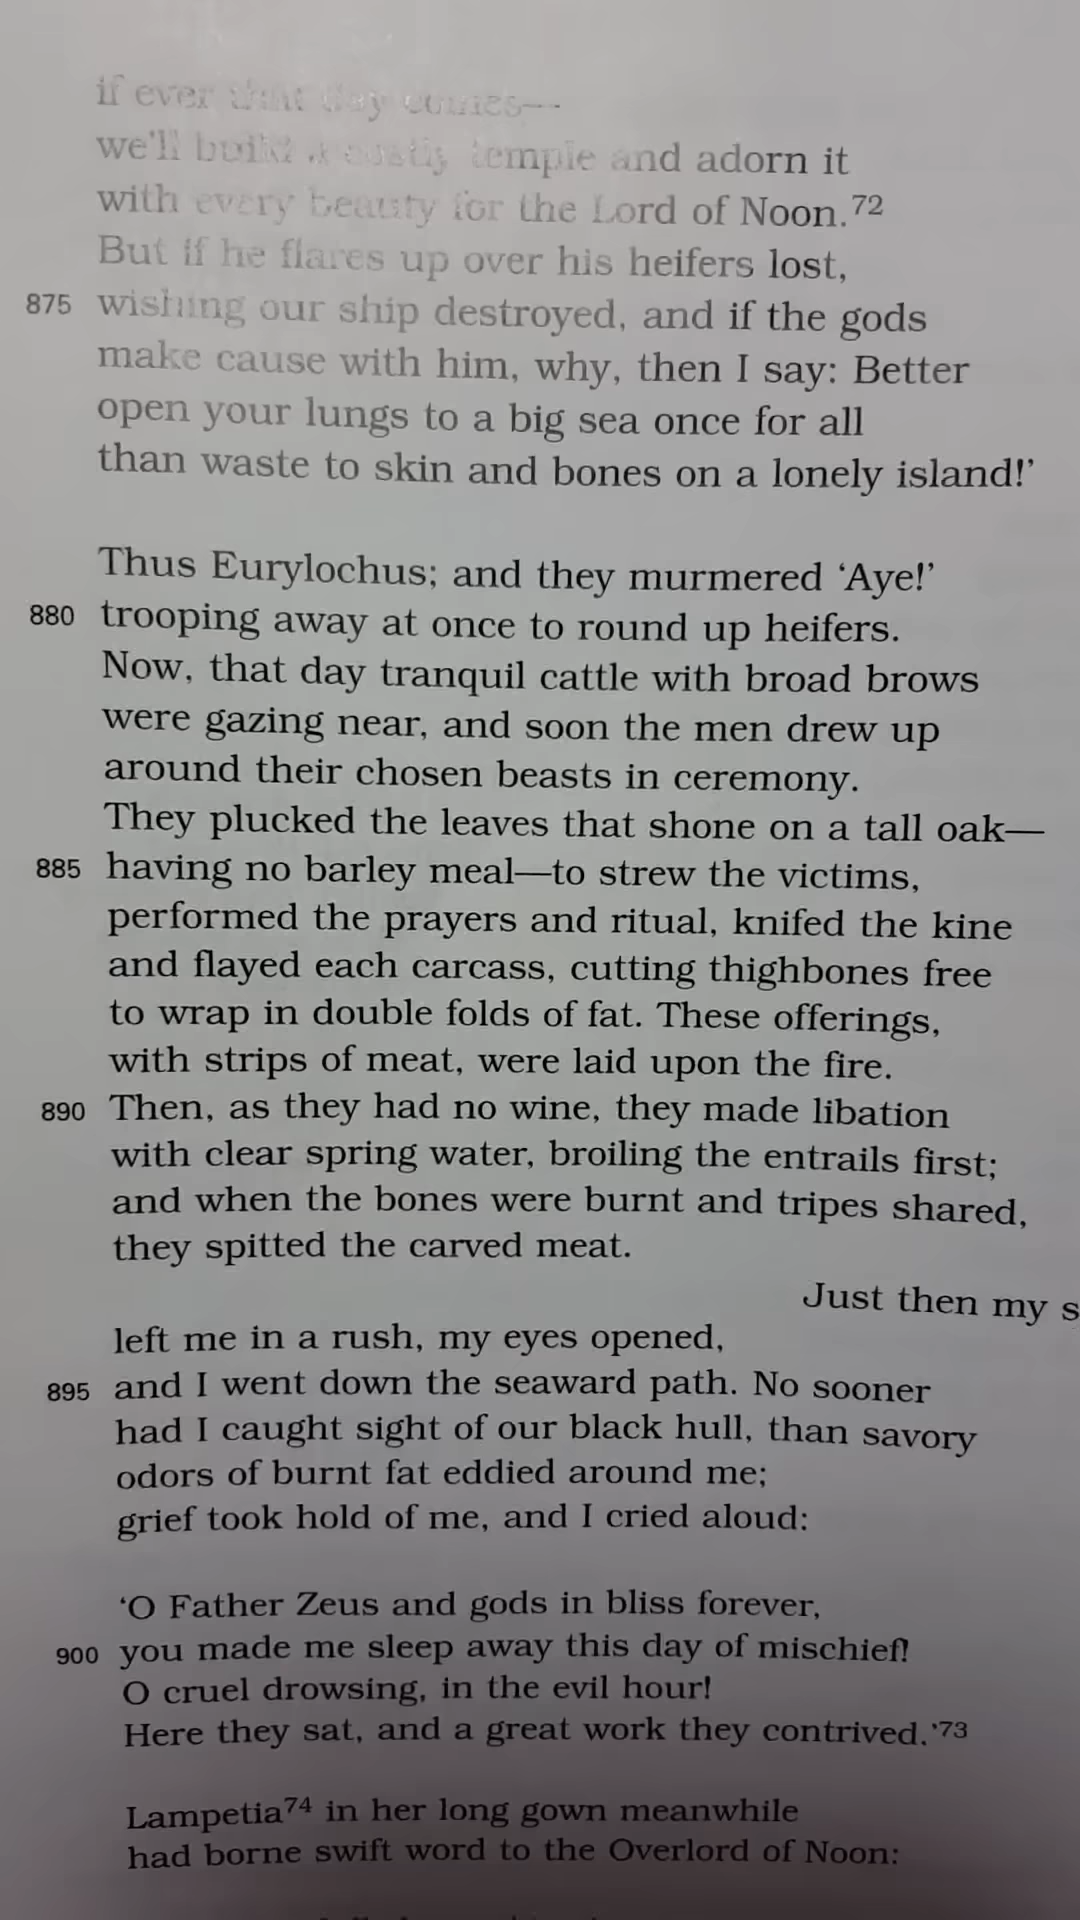 if ever that day comes—
we'll build a costly temple and adorn it
with every beauty for the Lord of Noon.72
But if he flares up over his heifers lost,
875 wishing our ship destroyed, and if the gods
make cause with him, why, then I say: Better
open your lungs to a big sea once for all
than waste to skin and bones on a lonely island!’
Thus Eurylochus; and they murmered ‘Aye!’
880 trooping away at once to round up heifers.
Now, that day tranquil cattle with broad brows
were gazing near, and soon the men drew up
around their chosen beasts in ceremony.
They plucked the leaves that shone on a tall oak—
885 having no barley meal—to strew the victims,
performed the prayers and ritual, knifed the kine
and flayed each carcass, cutting thighbones free
to wrap in double folds of fat. These offerings,
with strips of meat, were laid upon the fire.
890 Then, as they had no wine, they made libation
with clear spring water, broiling the entrails first;
and when the bones were burnt and tripes shared,
they spitted the carved meat.
Just then my s
left me in a rush, my eyes opened,
895 and I went down the seaward path. No sooner
had I caught sight of our black hull, than savory
odors of burnt fat eddied around me;
grief took hold of me, and I cried aloud:
‘O Father Zeus and gods in bliss forever,
900 you made me sleep away this day of mischief!
O cruel drowsing, in the evil hour!
Here they sat, and a great work they contrived.’73
Lampetia74 in her long gown meanwhile
had borne swift word to the Overlord of Noon: